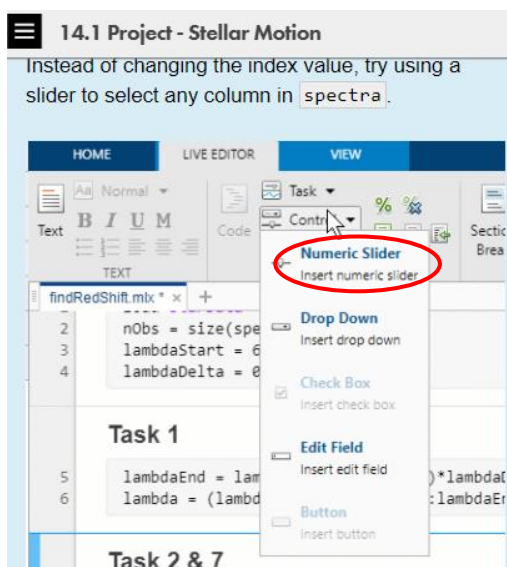 14.1 Project - Stellar Motion
Instead of changing the index value, try using a
slider to select any column in spectra.
HOME LIVE EDITOR VIEW
Aa Normal Task
Text B I U M Code Contr Sectio
Brea
TEXT
Numeric Slider
Insert numeric slider
findRedShift.mlx * × +
Drop Down
2 nObs = size(spe
Insert drop down
3 lambdaStart = 6
4 lambdaDelta = 0
Check Box
Insert check box
Task 1
Edit Field
Insert edit field
5 lambdaEnd = lam )*lambdaD
6 lambda = (lambd :lambdaEr
Button
Insert button
Task 2 & 7